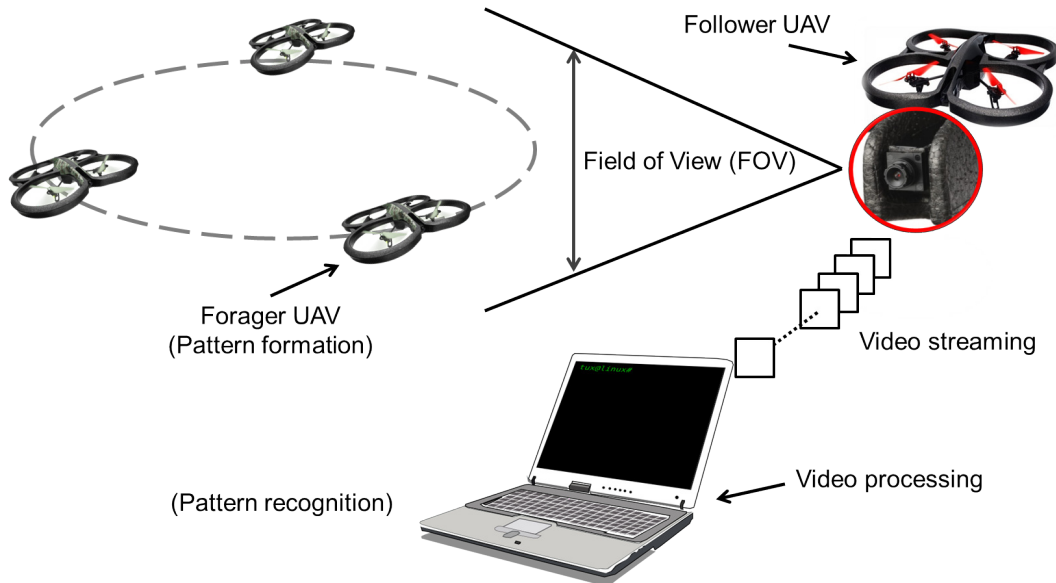 Follower UAV
Field of View (FOV)
Forager UAV
(Pattern formation)
Video streaming
tux@linux#
Video processing
(Pattern recognition)